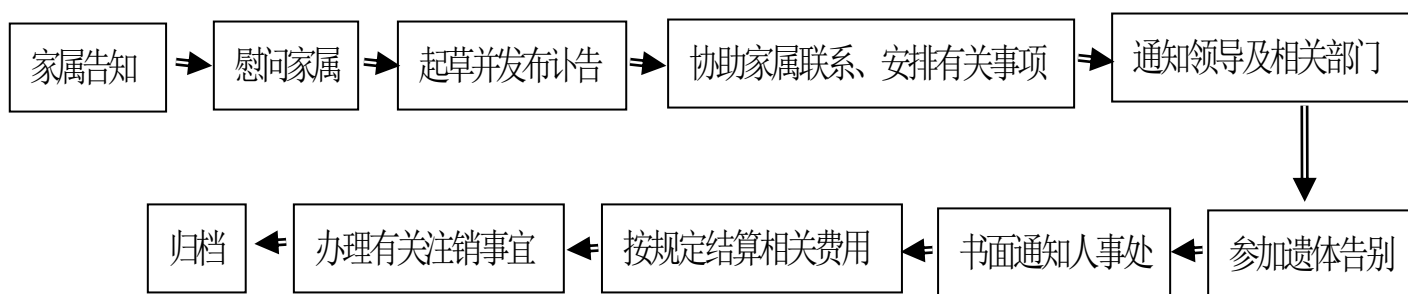 家属告知
慰问家属
起草并发布讣告
协助家属联系、安排有关事项
通知领导及相关部门
参加遗体告别
书面通知人事处
按规定结算相关费用
办理有关注销事宜
归档